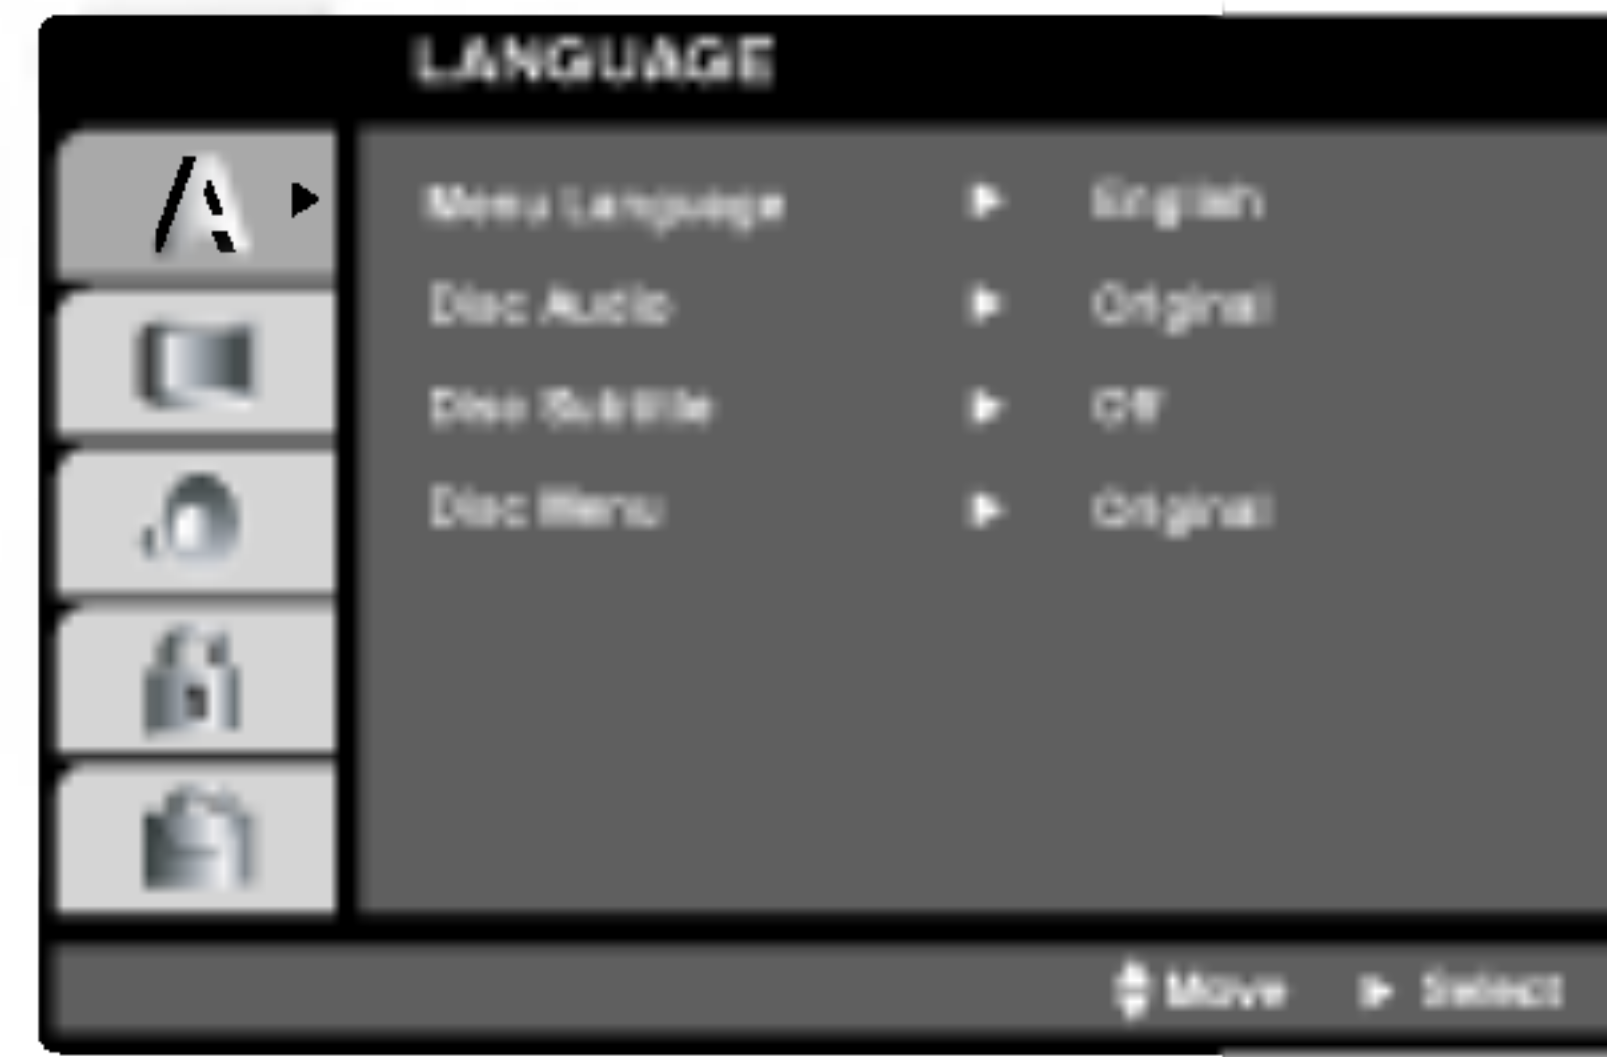 LANGUAGE
Menu Language ► English
Disc Audio ► Original
Disc Subtitle ► Off
Disc Menu ► Original
Move ► Select